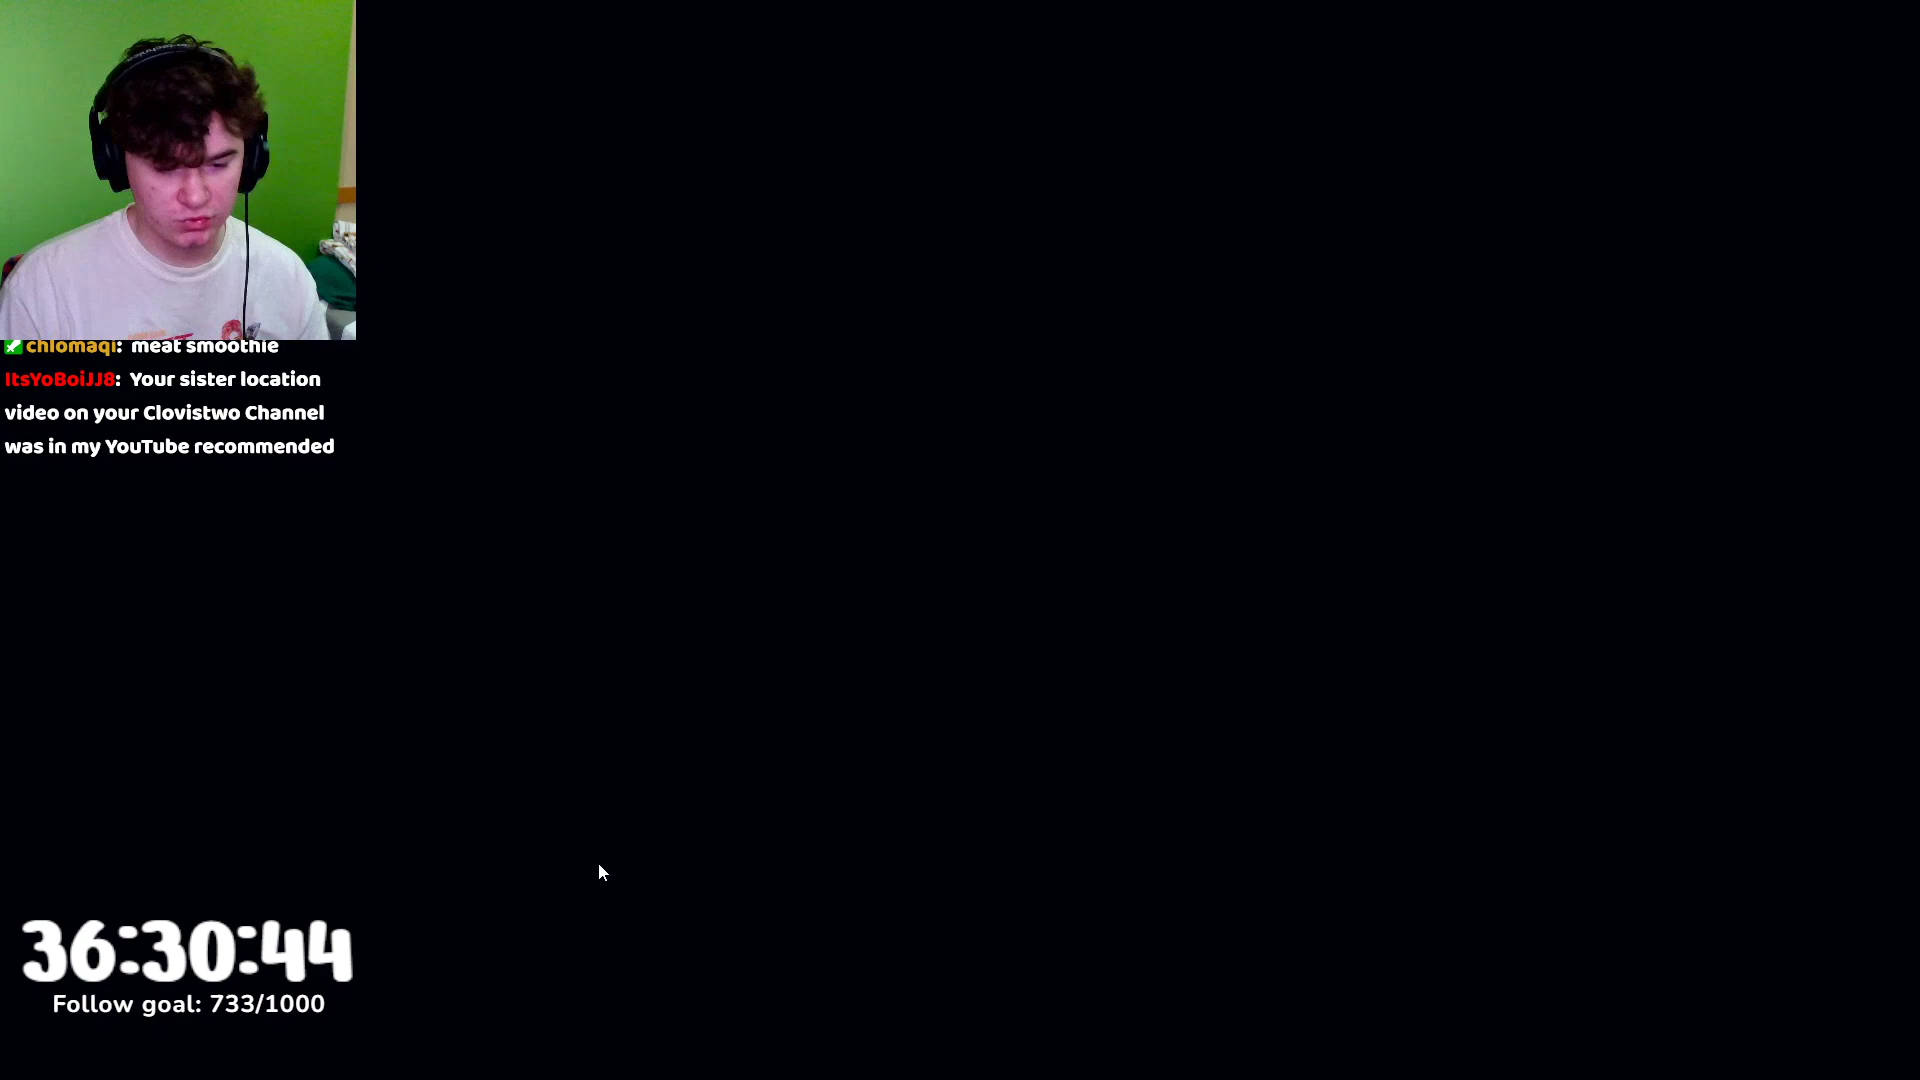 chlomaqi: meat smoothie
ItsYoBoiJJ8: Your sister location
video on your Clovistwo Channel
was in my YouTube recommended
36:30:44
Follow goal: 733/1000